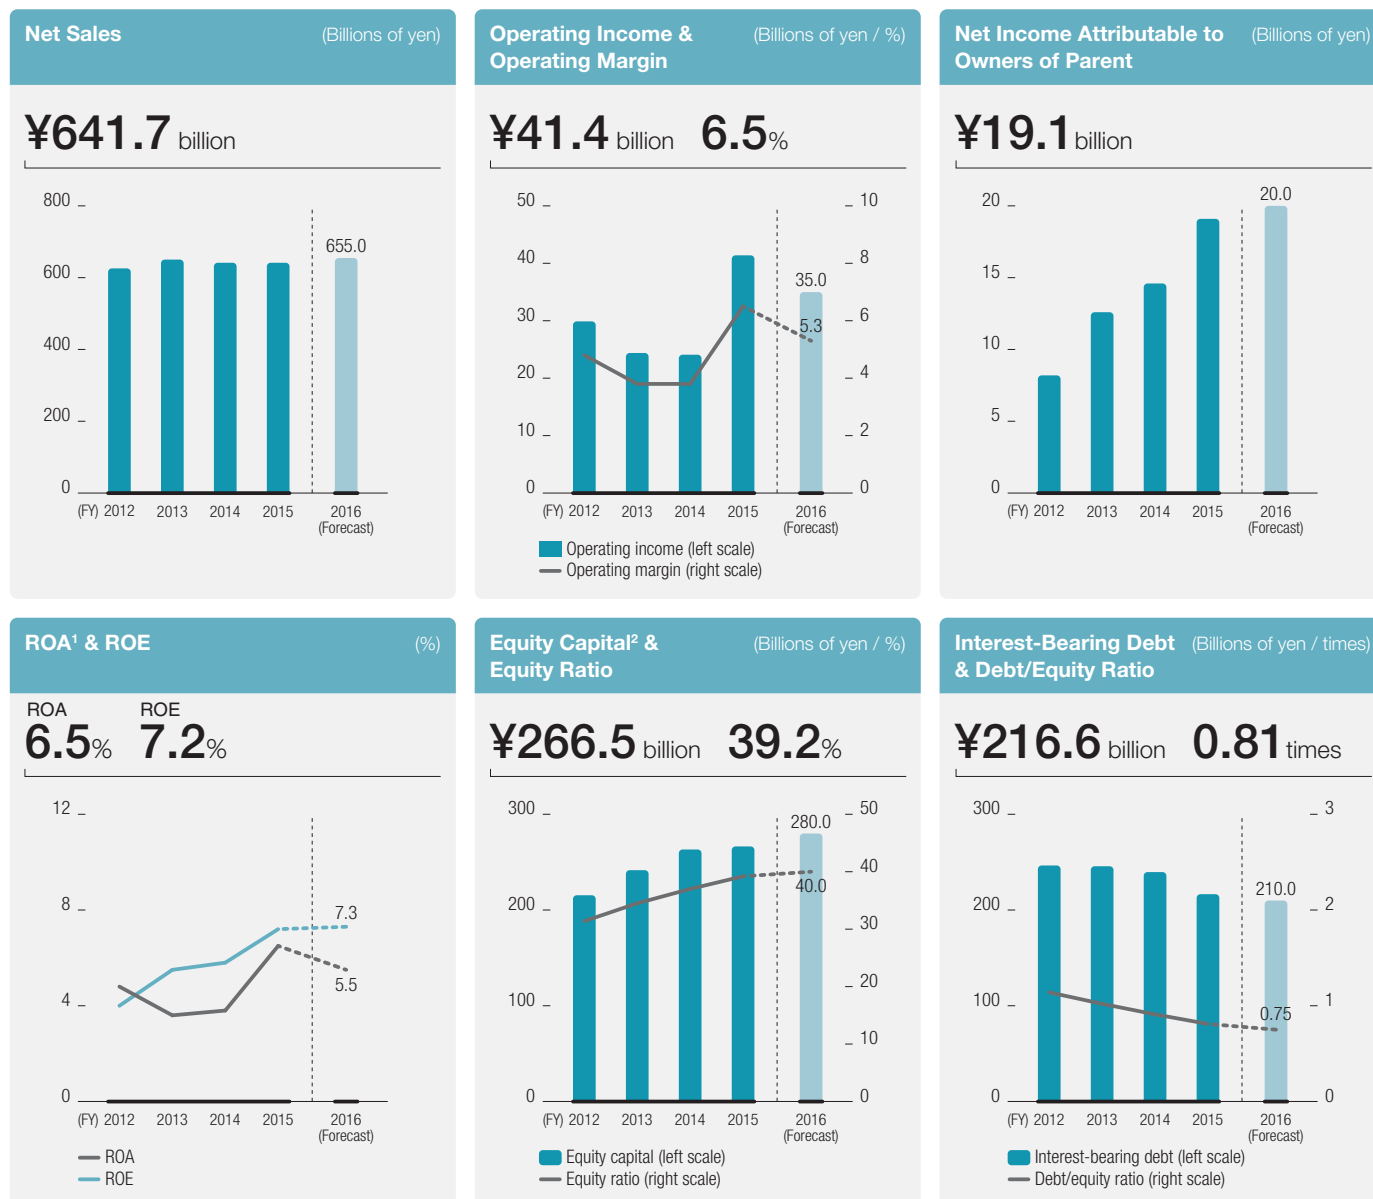 Net Sales
(Billions of yen)
¥641.7 billion
800
600
400
200
0
655.0
(FY) 2012 2013 2014 2015 2016
(Forecast)
Operating Income &
Operating Margin
(Billions of yen / %)
¥41.4 billion 6.5%
50
40
30
20
10
0
10
8
6
4
2
0
35.0
5.3
(FY) 2012 2013 2014 2015 2016
(Forecast)
Operating income (left scale)
Operating margin (right scale)
Net Income Attributable to
Owners of Parent
(Billions of yen)
¥19.1 billion
20
15
10
5
0
20.0
(FY) 2012 2013 2014 2015 2016
(Forecast)
ROA¹ & ROE
(%)
ROA ROE
6.5% 7.2%
12
8
4
0
7.3
5.5
(FY) 2012 2013 2014 2015 2016
(Forecast)
ROA
ROE
Equity Capital² &
Equity Ratio
(Billions of yen / %)
¥266.5 billion 39.2%
300
200
100
0
50
40
30
20
10
0
280.0
40.0
(FY) 2012 2013 2014 2015 2016
(Forecast)
Equity capital (left scale)
Equity ratio (right scale)
Interest-Bearing Debt
& Debt/Equity Ratio
(Billions of yen / times)
¥216.6 billion 0.81 times
300
200
100
0
3
2
1
0
210.0
0.75
(FY) 2012 2013 2014 2015 2016
(Forecast)
Interest-bearing debt (left scale)
Debt/equity ratio (right scale)